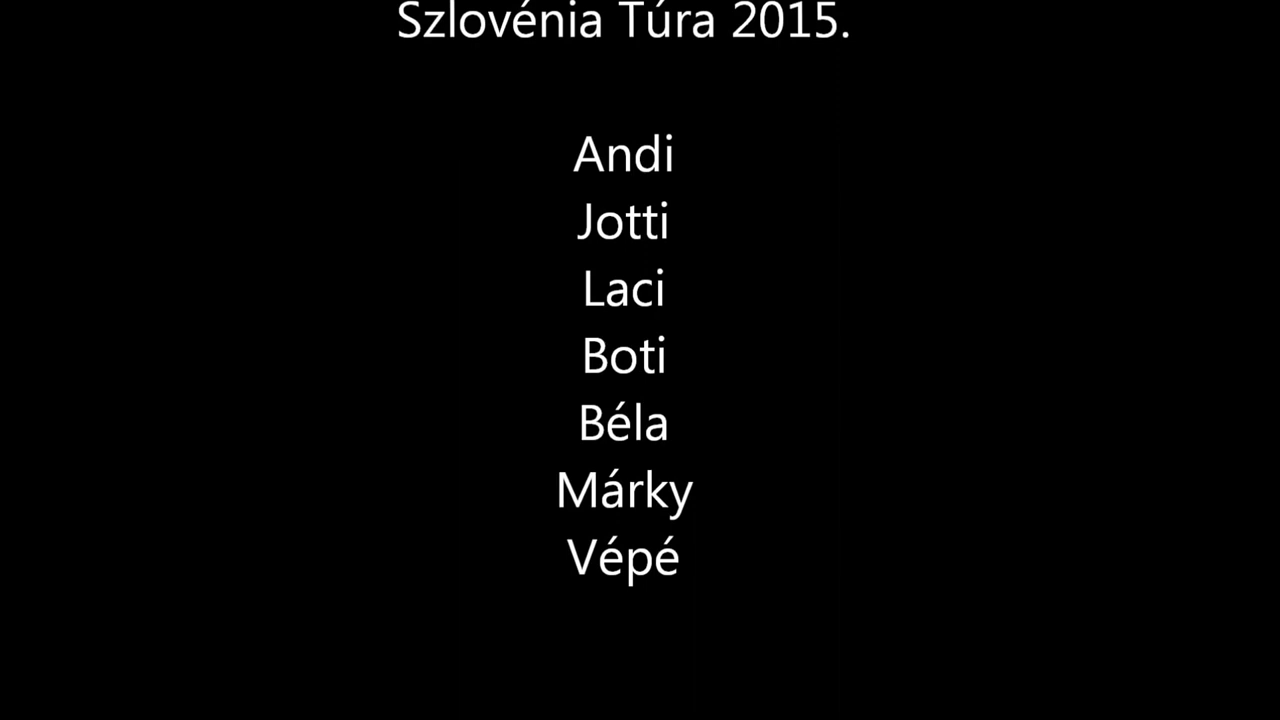 Szlovénia Túra 2015.
Andi
Jotti
Laci
Boti
Béla
Márky
Vépé